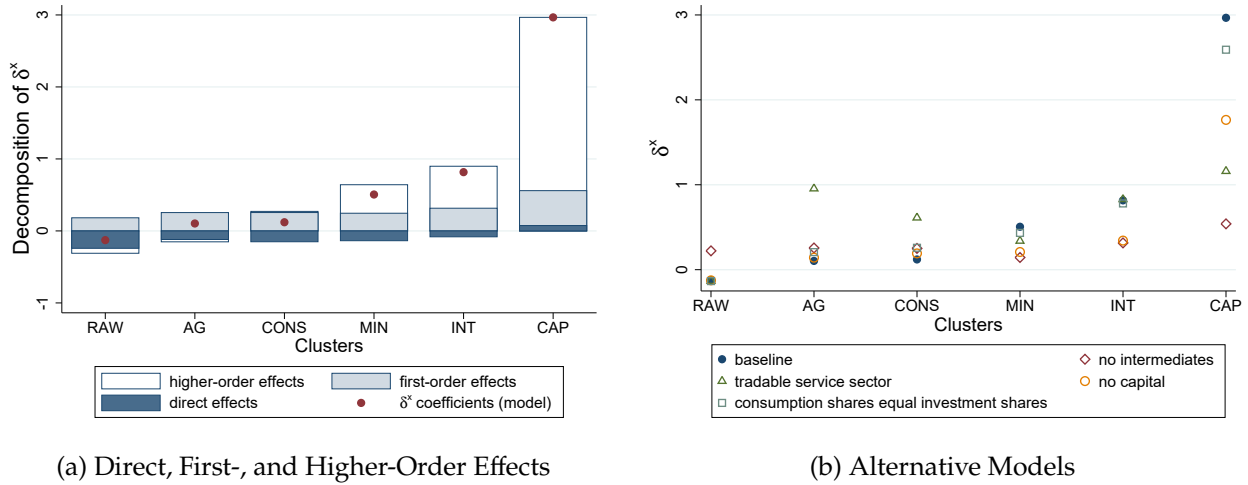 Decomposition of δˣ
3
2
1
0
-1
RAW AG CONS MIN INT CAP
Clusters
higher-order effects first-order effects
direct effects δˣ coefficients (model)
(a) Direct, First-, and Higher-Order Effects
δˣ
3
2
1
0
RAW AG CONS MIN INT CAP
Clusters
baseline no intermediates
tradable service sector no capital
consumption shares equal investment shares
(b) Alternative Models